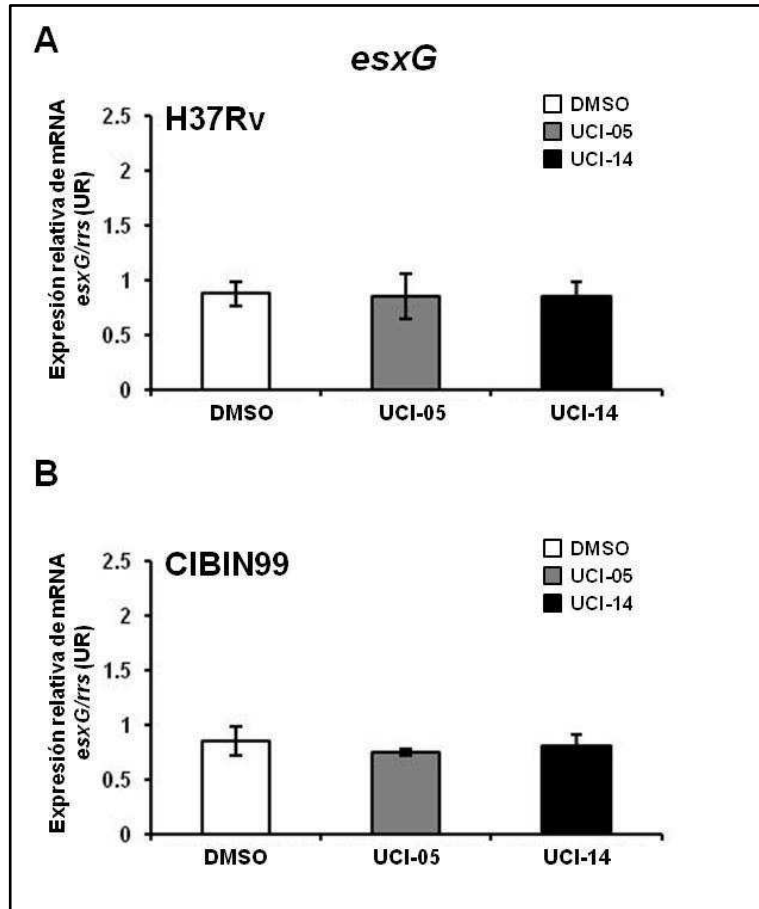 A
esxG
H37Rv
DMSO
UCI-05
UCI-14
Expresión relativa de mRNA
esxG/rrs (UR)
2.5
2
1.5
1
0.5
0
DMSO UCI-05 UCI-14
B
CIBIN99
DMSO
UCI-05
UCI-14
Expresión relativa de mRNA
esxG/rrs (UR)
2.5
2
1.5
1
0.5
0
DMSO UCI-05 UCI-14